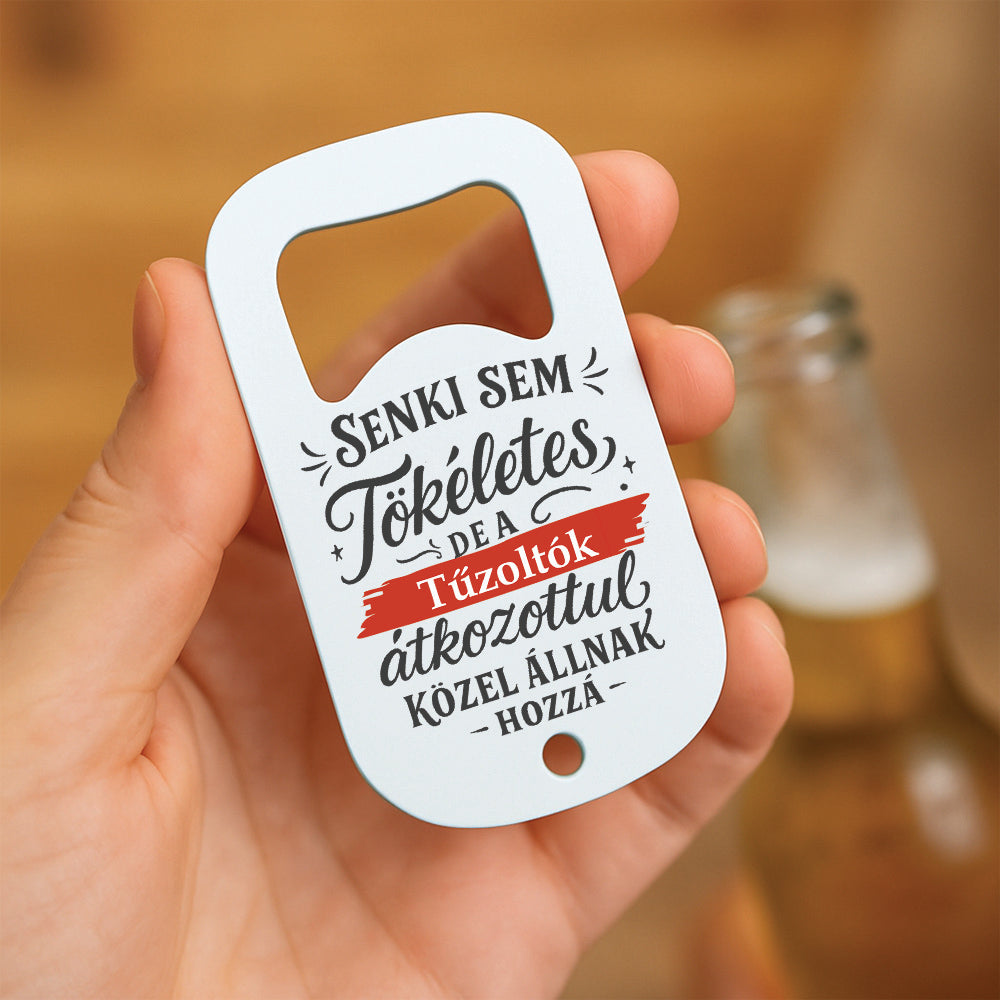 SENKI SEM
Tökéletes,
DE A
Tűzoltók
átkozottul
KÖZEL ÁLLNAK
- HOZZÁ -